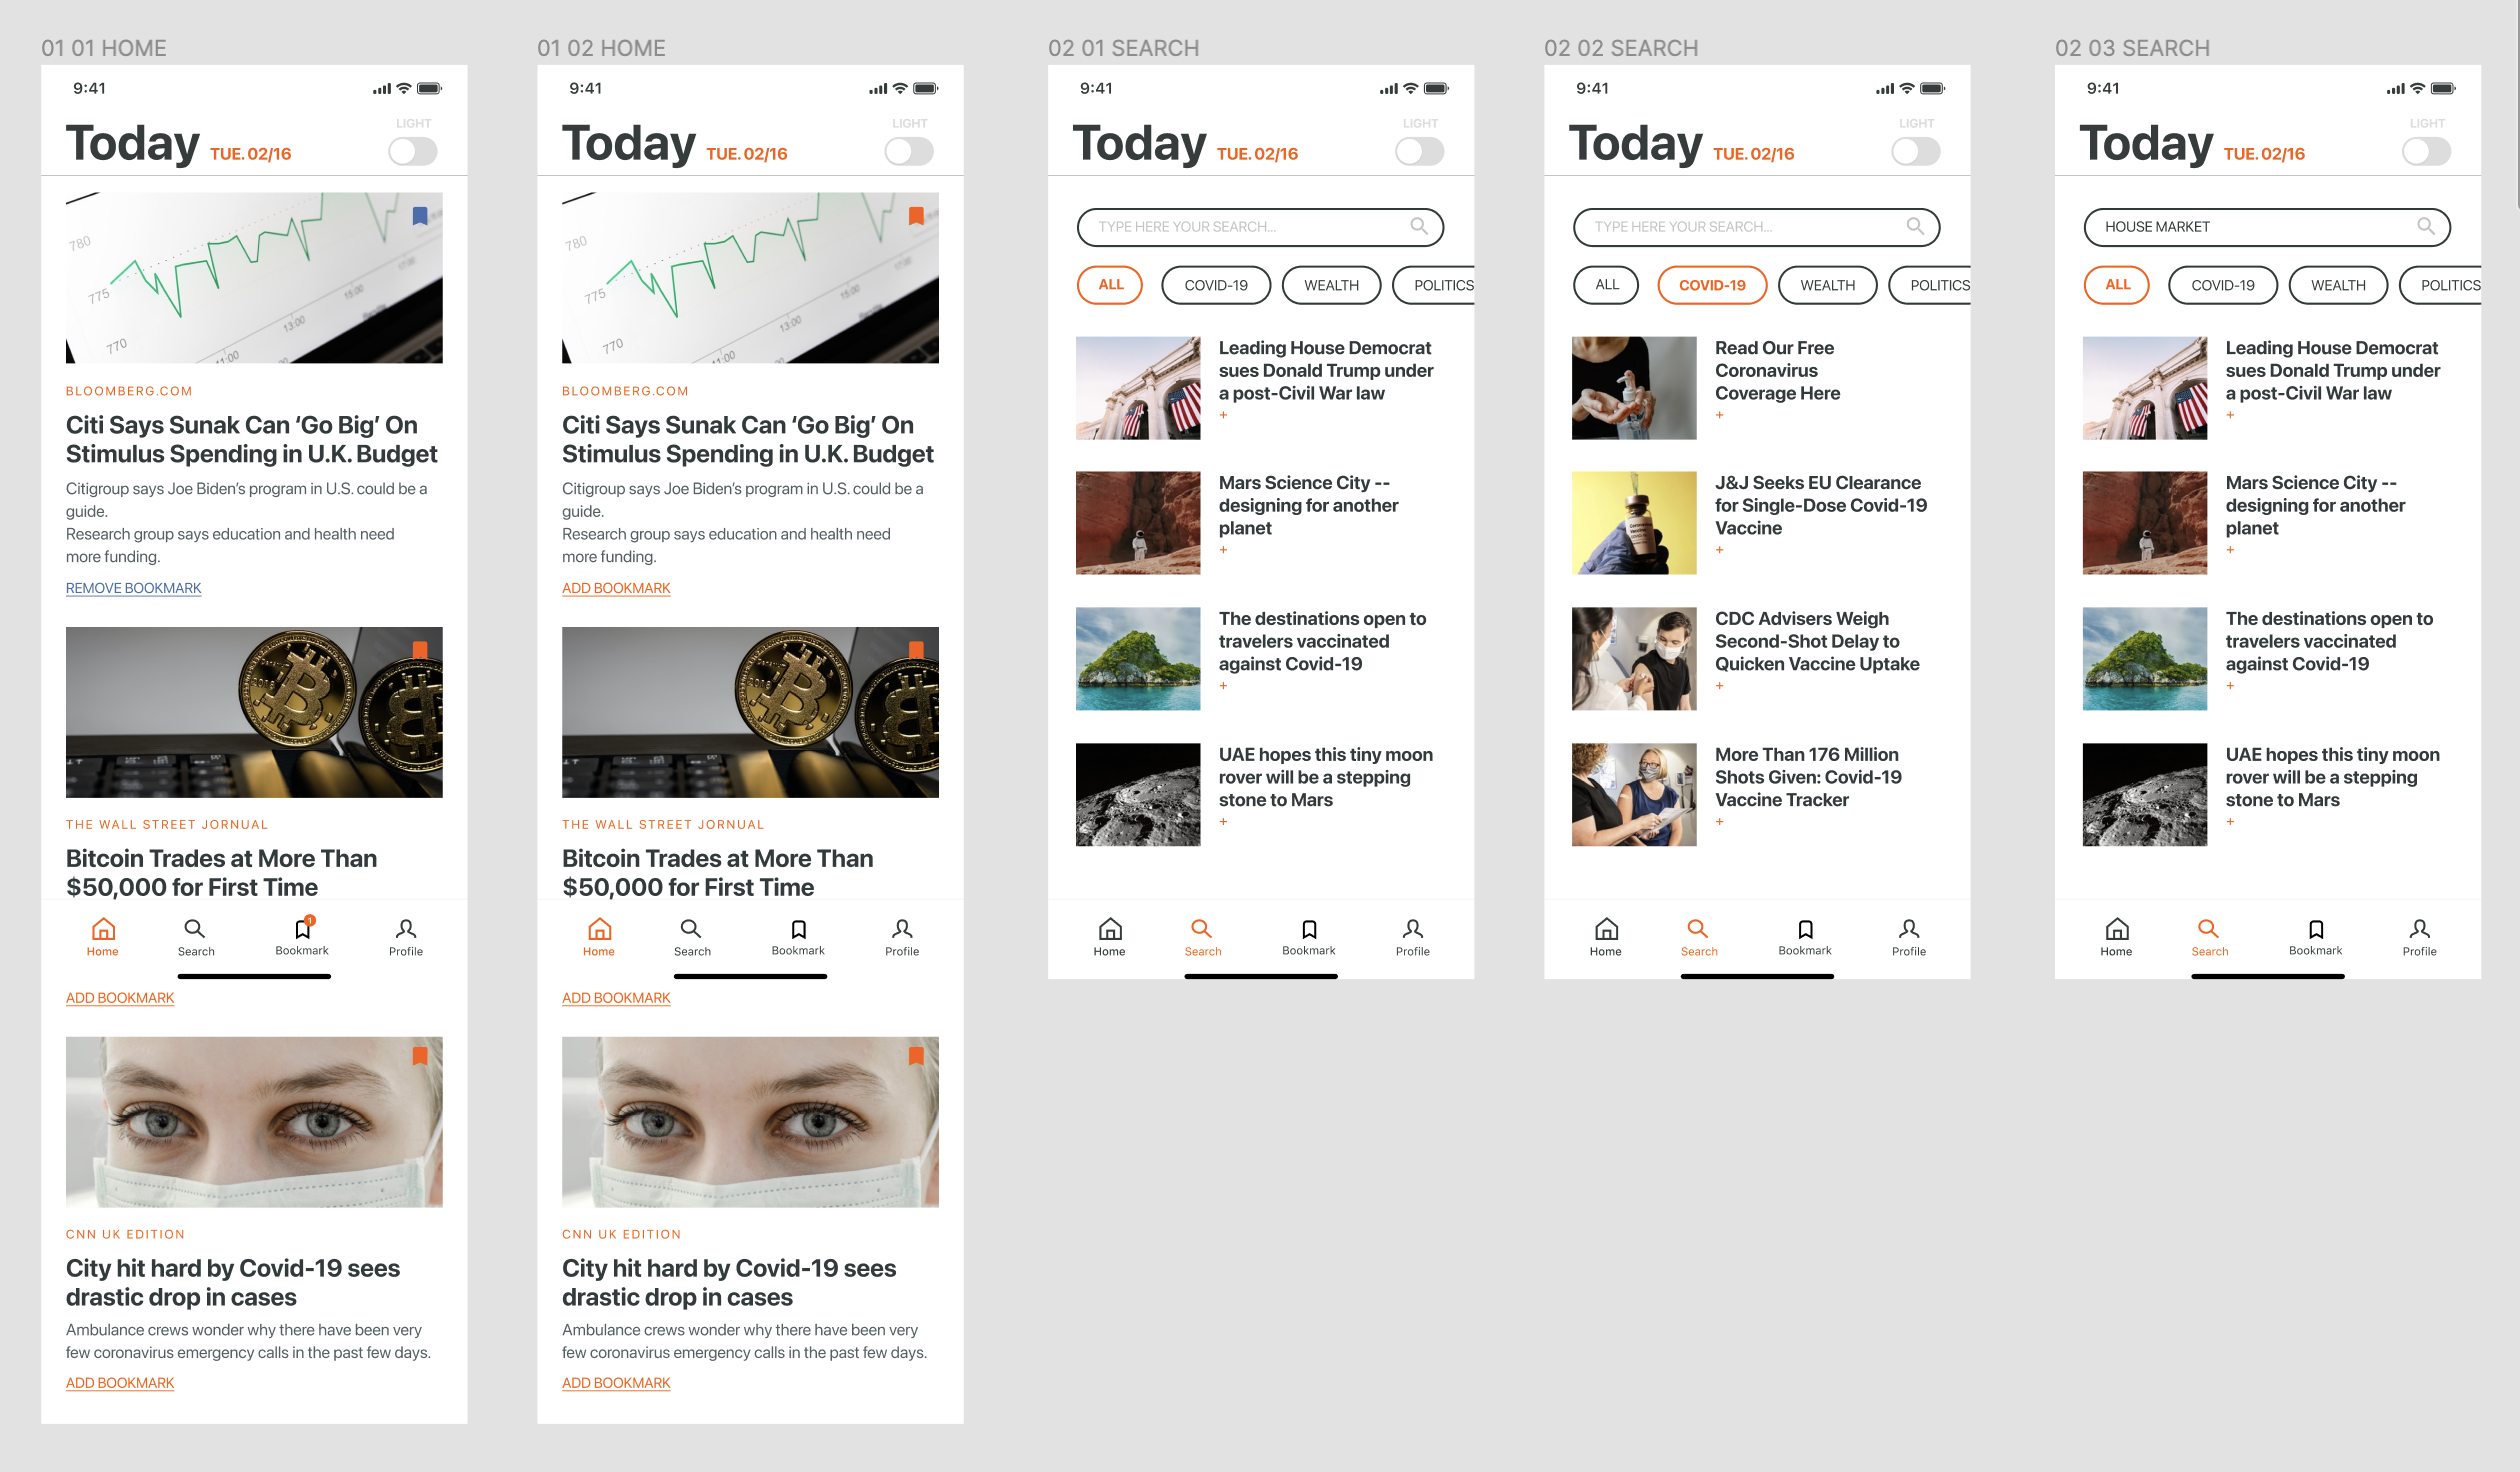 01 01 HOME
9:41
LIGHT
Today TUE. 02/16
780
775
770
11:00
13:00
15:00
BLOOMBERG.COM
Citi Says Sunak Can ‘Go Big’ On
Stimulus Spending in U.K. Budget
Citigroup says Joe Biden’s program in U.S. could be a
guide.
Research group says education and health need
more funding.
REMOVE BOOKMARK
THE WALL STREET JORNUAL
Bitcoin Trades at More Than
$50,000 for First Time
1
Home Search Bookmark Profile
ADD BOOKMARK
CNN UK EDITION
City hit hard by Covid-19 sees
drastic drop in cases
Ambulance crews wonder why there have been very
few coronavirus emergency calls in the past few days.
ADD BOOKMARK
01 02 HOME
9:41
LIGHT
Today TUE. 02/16
780
775
770
11:00
13:00
15:00
BLOOMBERG.COM
Citi Says Sunak Can ‘Go Big’ On
Stimulus Spending in U.K. Budget
Citigroup says Joe Biden’s program in U.S. could be a
guide.
Research group says education and health need
more funding.
ADD BOOKMARK
THE WALL STREET JORNUAL
Bitcoin Trades at More Than
$50,000 for First Time
Home Search Bookmark Profile
ADD BOOKMARK
CNN UK EDITION
City hit hard by Covid-19 sees
drastic drop in cases
Ambulance crews wonder why there have been very
few coronavirus emergency calls in the past few days.
ADD BOOKMARK
02 01 SEARCH
9:41
LIGHT
Today TUE. 02/16
TYPE HERE YOUR SEARCH...
ALL COVID-19 WEALTH POLITICS
Leading House Democrat
sues Donald Trump under
a post-Civil War law
+
Mars Science City --
designing for another
planet
+
The destinations open to
travelers vaccinated
against Covid-19
+
UAE hopes this tiny moon
rover will be a stepping
stone to Mars
+
Home Search Bookmark Profile
02 02 SEARCH
9:41
LIGHT
Today TUE. 02/16
TYPE HERE YOUR SEARCH...
ALL COVID-19 WEALTH POLITICS
Read Our Free
Coronavirus
Coverage Here
+
J&J Seeks EU Clearance
for Single-Dose Covid-19
Vaccine
+
CDC Advisers Weigh
Second-Shot Delay to
Quicken Vaccine Uptake
+
More Than 176 Million
Shots Given: Covid-19
Vaccine Tracker
+
Home Search Bookmark Profile
02 03 SEARCH
9:41
LIGHT
Today TUE. 02/16
HOUSE MARKET
ALL COVID-19 WEALTH POLITICS
Leading House Democrat
sues Donald Trump under
a post-Civil War law
+
Mars Science City --
designing for another
planet
+
The destinations open to
travelers vaccinated
against Covid-19
+
UAE hopes this tiny moon
rover will be a stepping
stone to Mars
+
Home Search Bookmark Profile